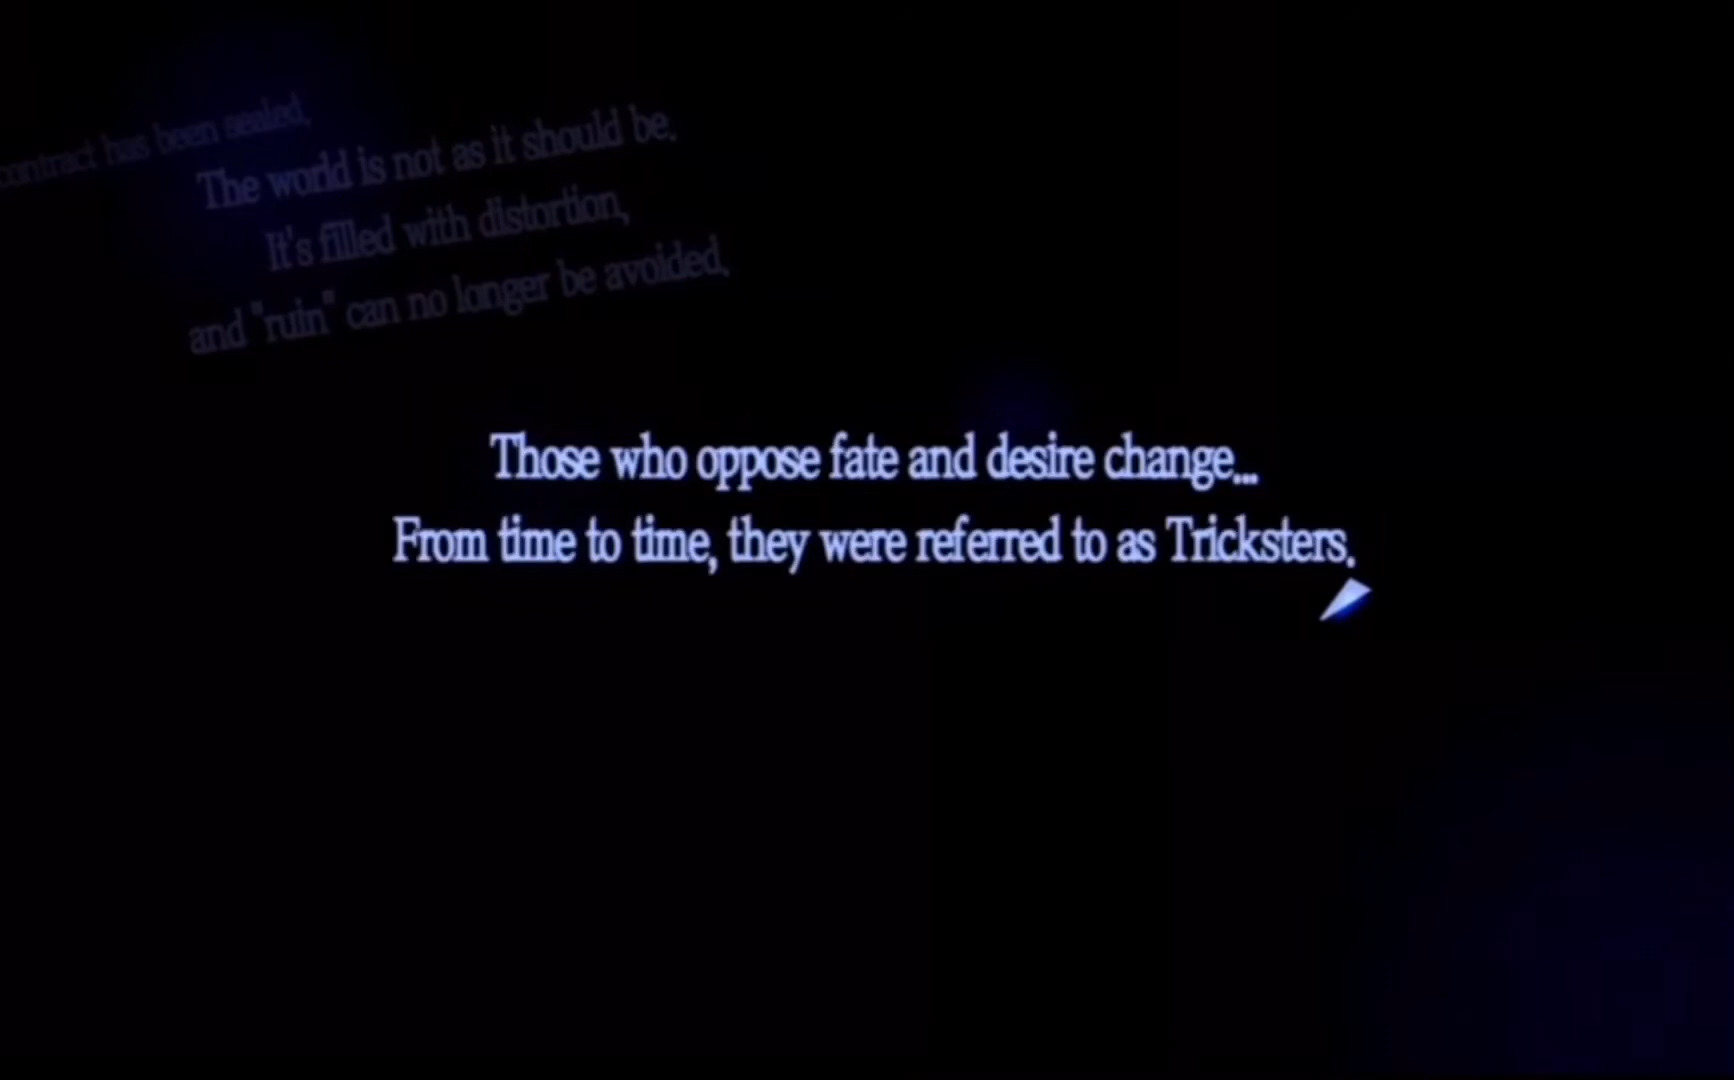 contract has been sealed,
The world is not as it should be.
It's filled with distortion,
and "ruin" can no longer be avoided.
Those who oppose fate and desire change...
From time to time, they were referred to as Tricksters.